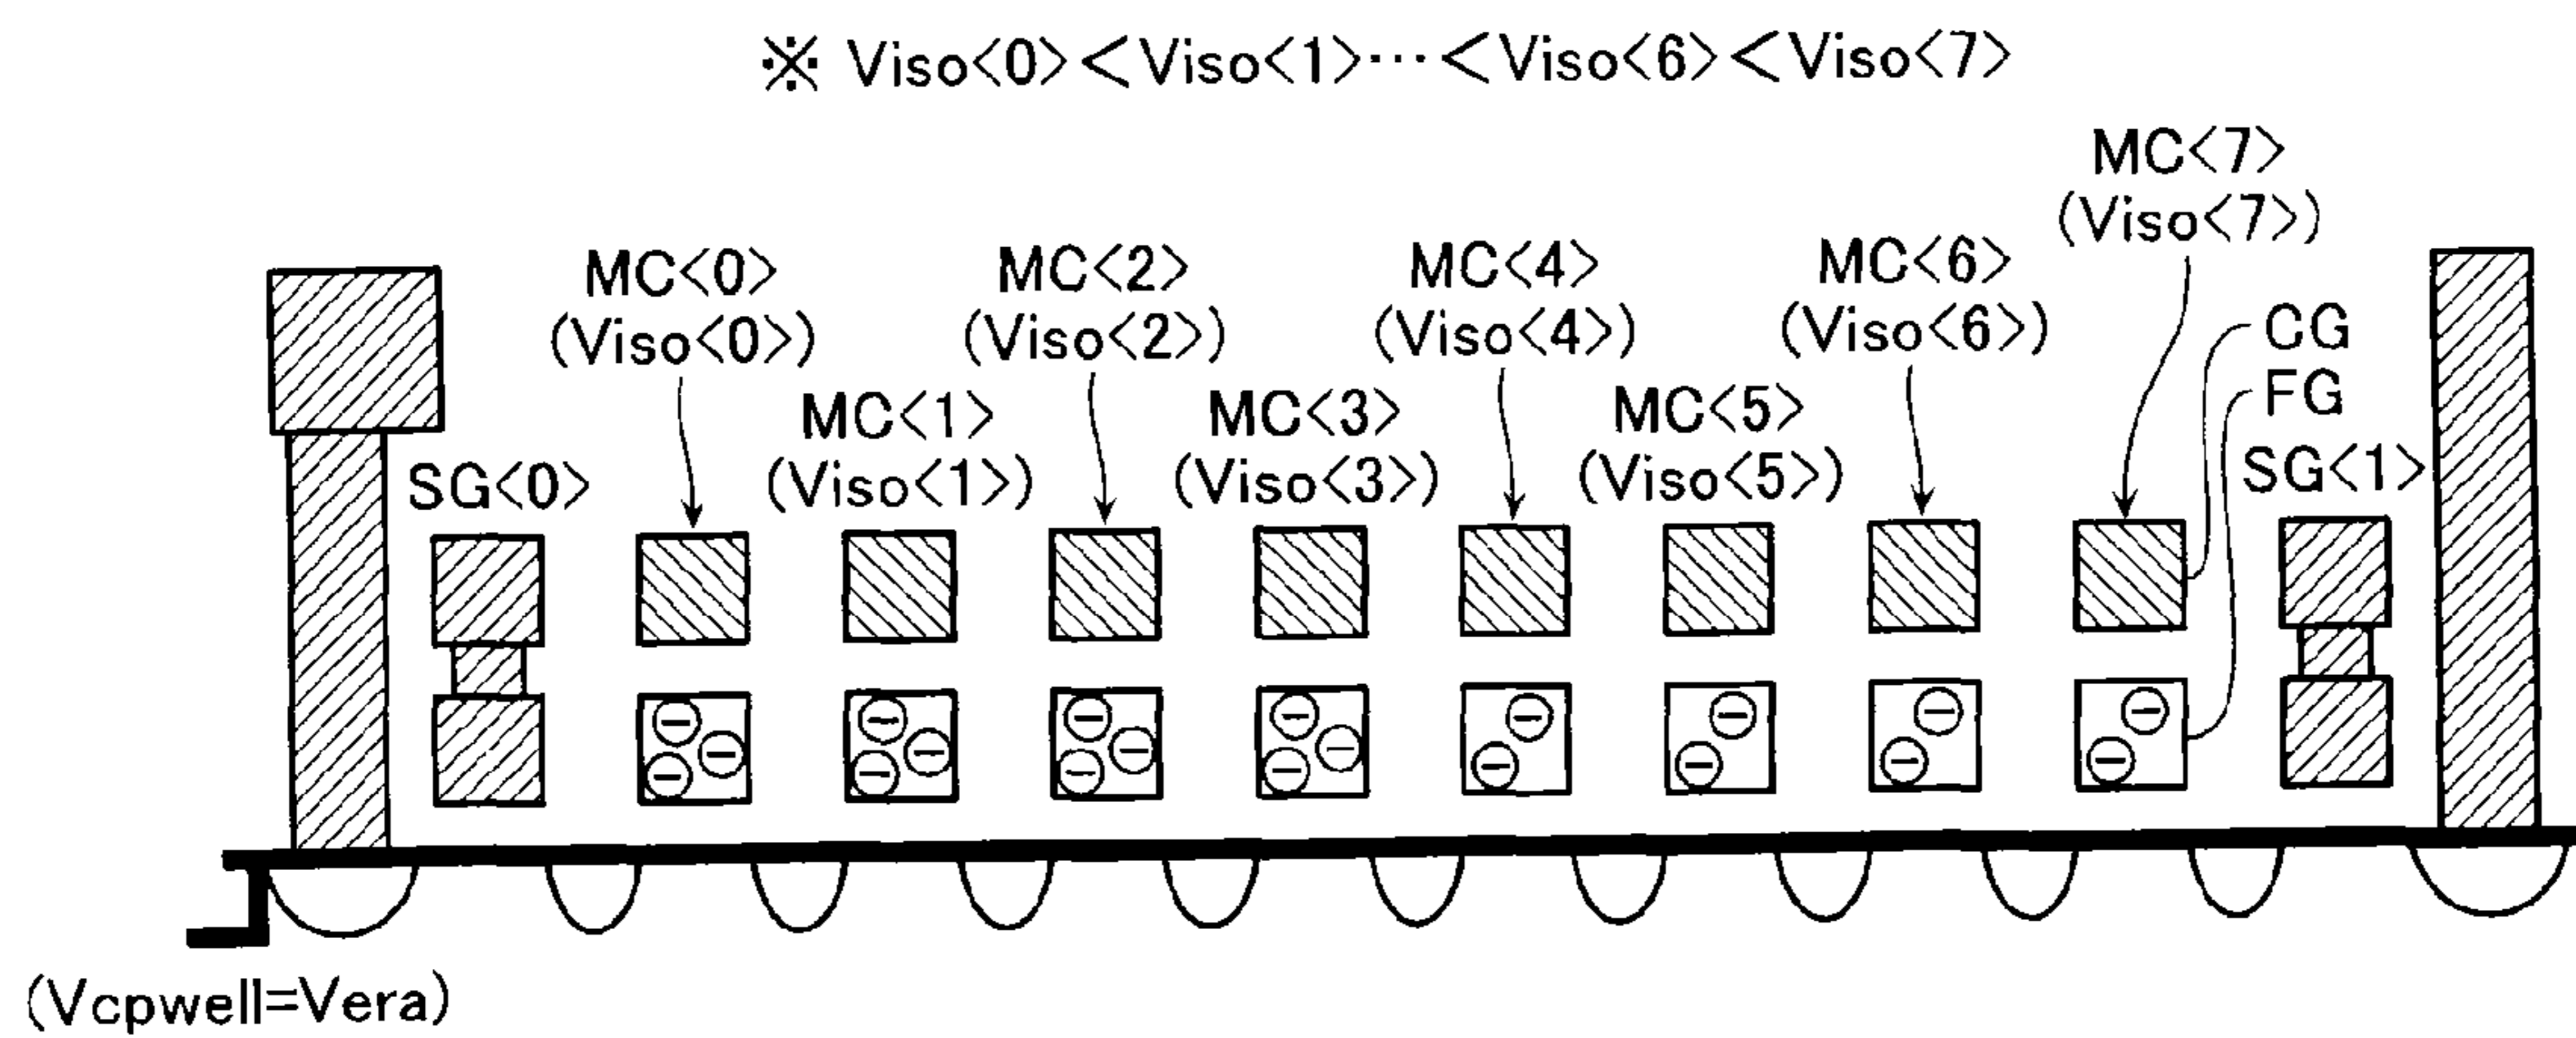 ※ Viso<0><Viso<1>···<Viso<6><Viso<7>
MC<7>
(Viso<7>)
MC<0>
(Viso<0>)
MC<2>
(Viso<2>)
MC<4>
(Viso<4>)
MC<6>
(Viso<6>)
CG
FG
MC<1>
(Viso<1>)
MC<3>
(Viso<3>)
MC<5>
(Viso<5>)
SG<0>
SG<1>
(Vcpwell=Vera)